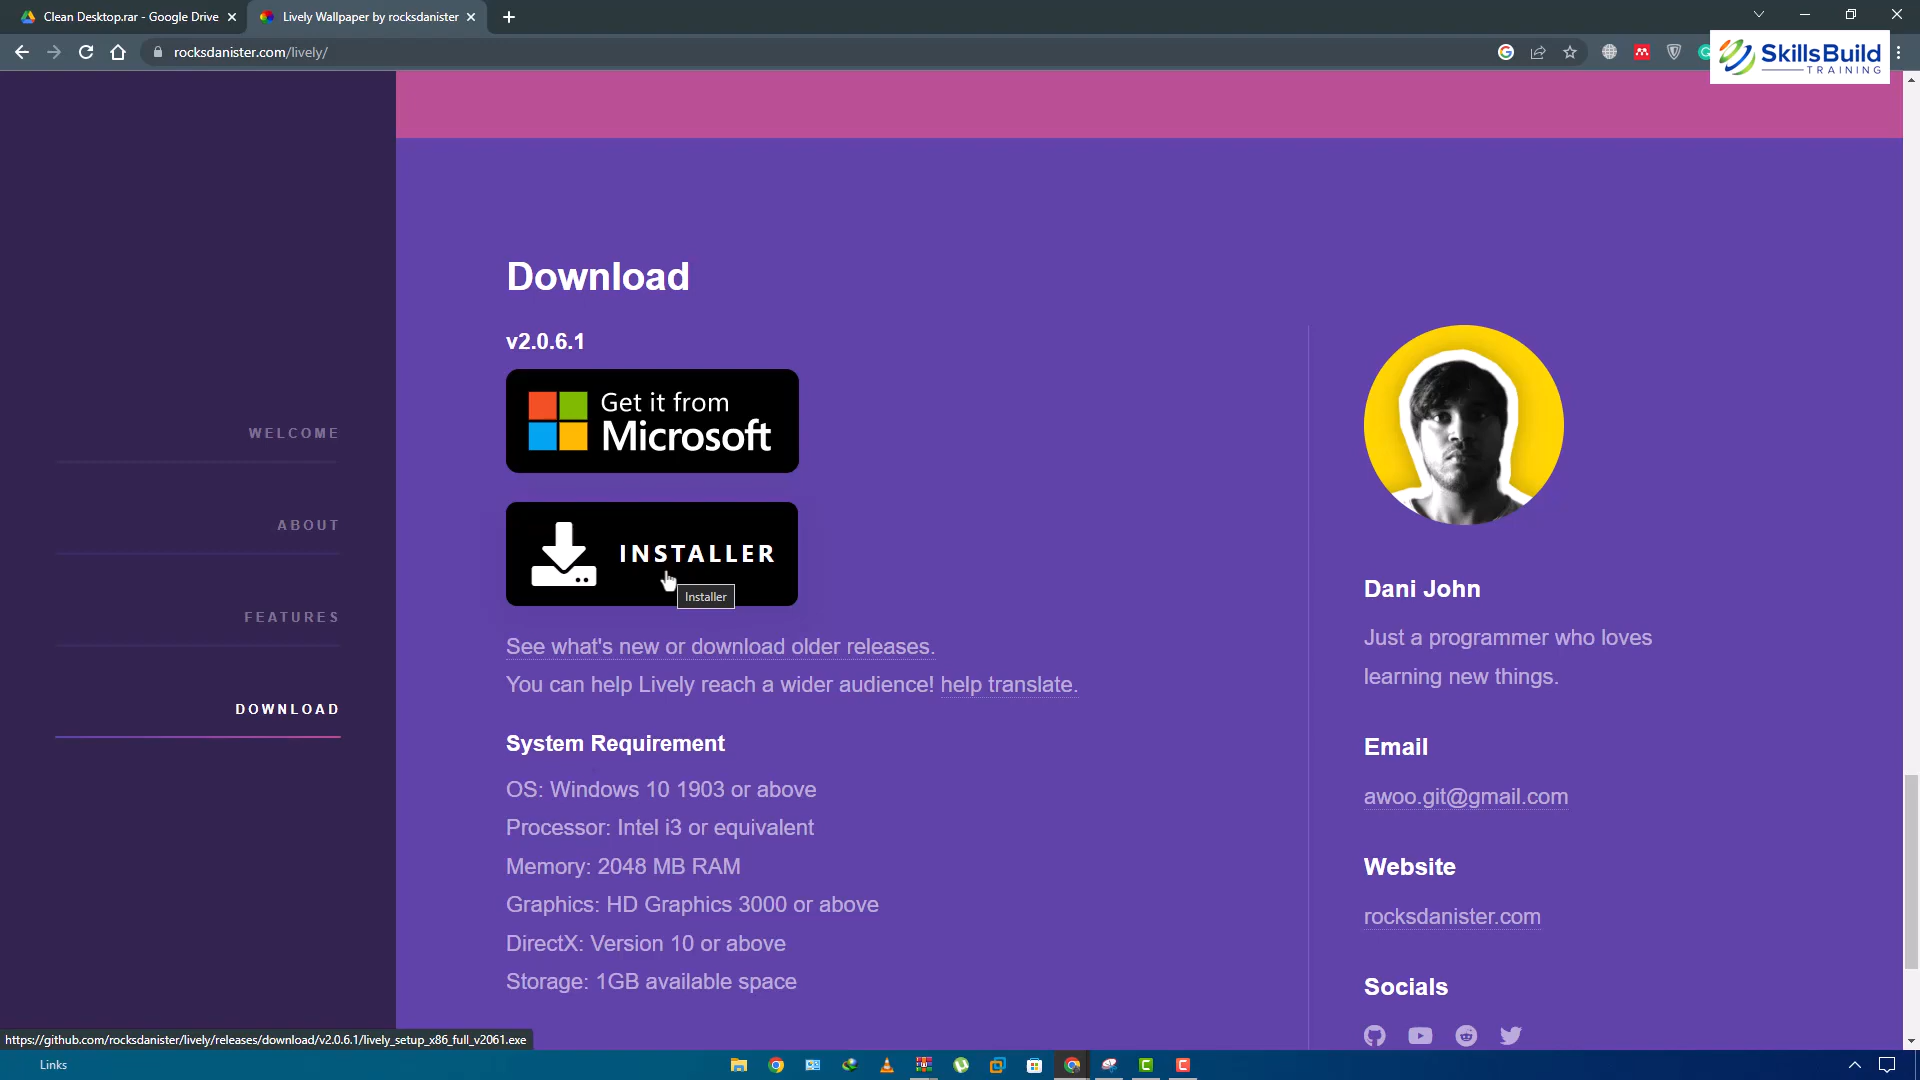 Clean Desktop.rar - Google Drive
Lively Wallpaper by rocksdanister
rocksdanister.com/lively/
SkillsBuild
TRAINING
WELCOME
ABOUT
FEATURES
DOWNLOAD
Download
v2.0.6.1
Get it from
Microsoft
INSTALLER
Installer
See what's new or download older releases.
You can help Lively reach a wider audience! help translate.
System Requirement
OS: Windows 10 1903 or above
Processor: Intel i3 or equivalent
Memory: 2048 MB RAM
Graphics: HD Graphics 3000 or above
DirectX: Version 10 or above
Storage: 1GB available space
Dani John
Just a programmer who loves
learning new things.
Email
awoo.git@gmail.com
Website
rocksdanister.com
Socials
https://github.com/rocksdanister/lively/releases/download/v2.0.6.1/lively_setup_x86_full_v2061.exe
Links